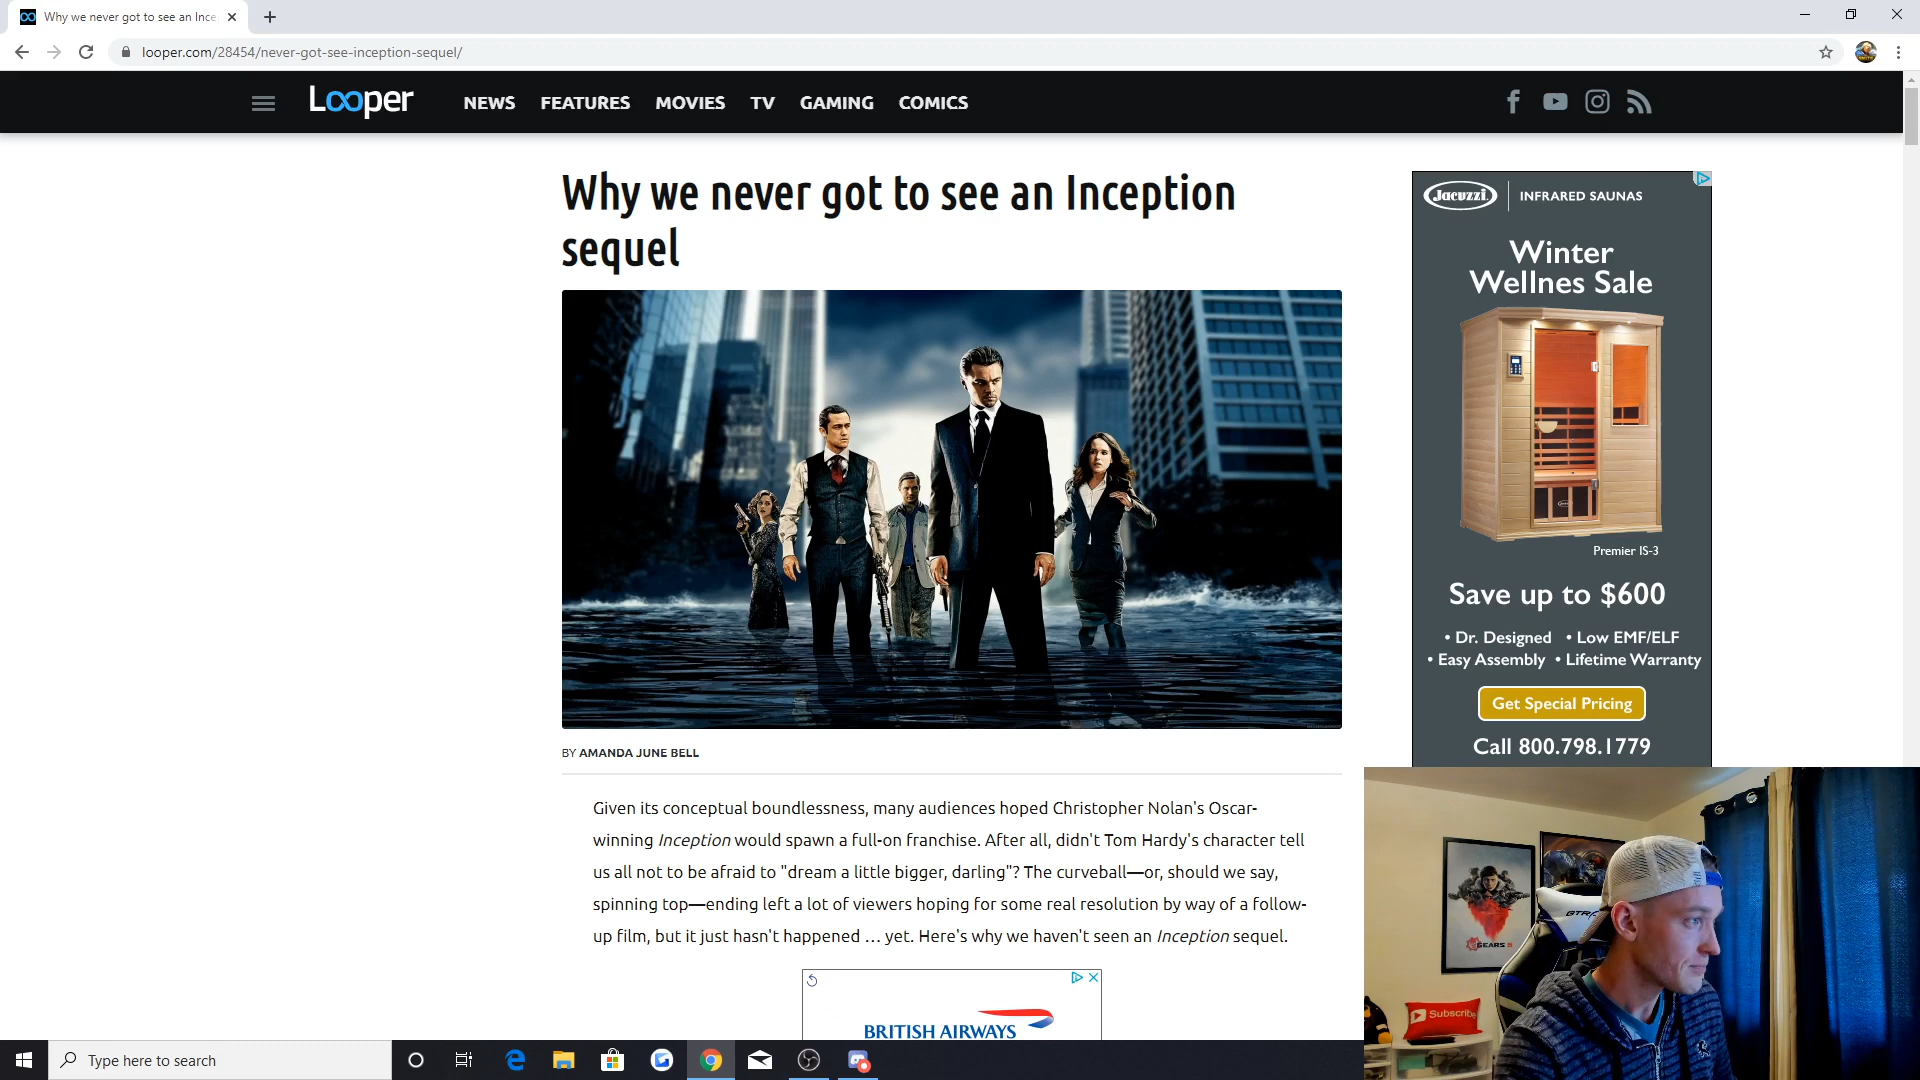 Why we never got to see an Ince
looper.com/28454/never-got-see-inception-sequel/
Looper
NEWS FEATURES MOVIES TV GAMING COMICS
Why we never got to see an Inception
sequel
BY AMANDA JUNE BELL
Given its conceptual boundlessness, many audiences hoped Christopher Nolan's Oscar-
winning Inception would spawn a full-on franchise. After all, didn't Tom Hardy's character tell
us all not to be afraid to "dream a little bigger, darling"? The curveball—or, should we say,
spinning top—ending left a lot of viewers hoping for some real resolution by way of a follow-
up film, but it just hasn't happened … yet. Here's why we haven't seen an Inception sequel.
BRITISH AIRWAYS
Jacuzzi. INFRARED SAUNAS
Winter
Wellnes Sale
Premier IS-3
Save up to $600
• Dr. Designed • Low EMF/ELF
• Easy Assembly • Lifetime Warranty
Get Special Pricing
Call 800.798.1779
GEARS 5
GTR
Subscribe
Type here to search